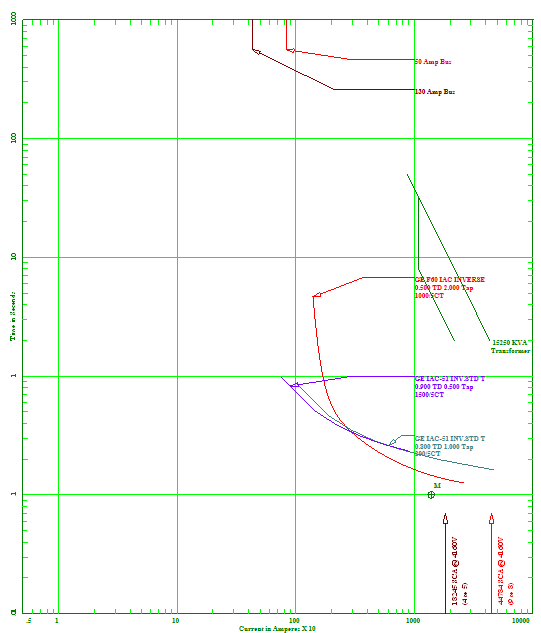 1000
50 Amp Bus
130 Amp Bus
100
10
GE F60 IAC INVERSE
0.500 TD 2.000 Tap
1000/5CT
Time in Seconds
15250 KVA
Transformer
1
GE IAC-51 INV.STD T
0.900 TD 0.500 Tap
1500/5CT
GE IAC-51 INV.STD T
0.800 TD 1.000 Tap
M
.1
.01
.5
1
10
100
1000
10000
Current in Amperes X 10